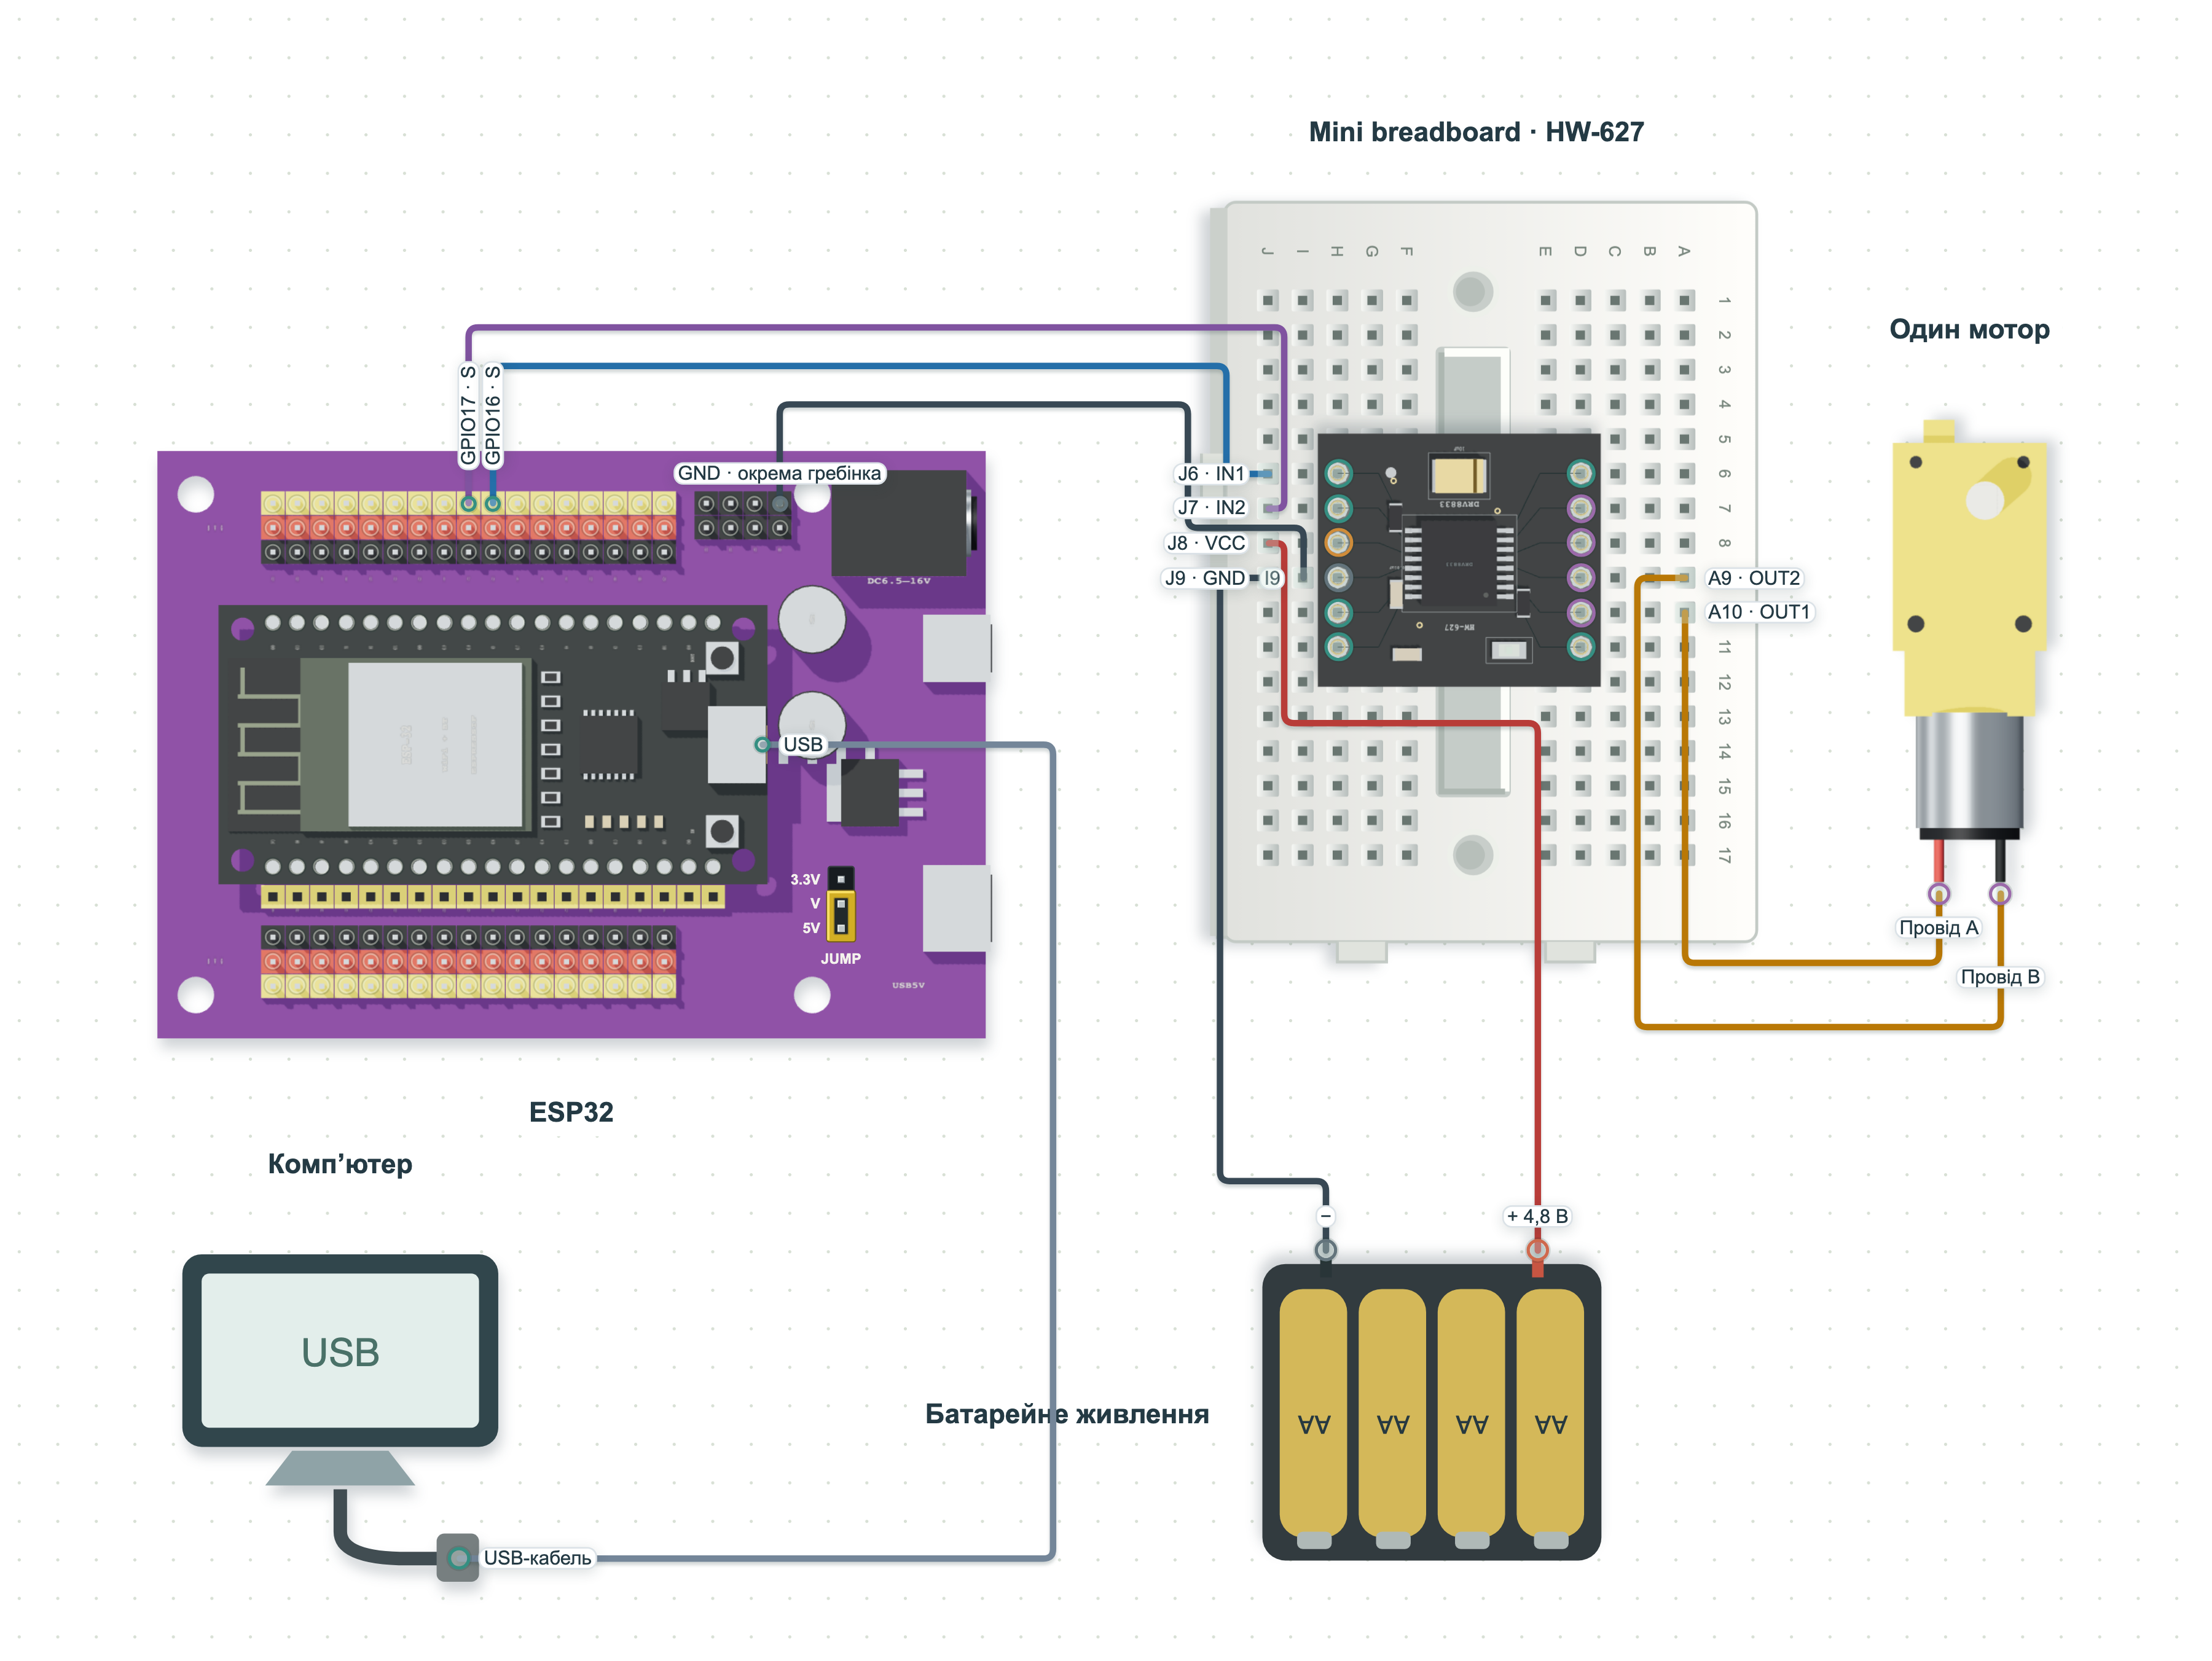 Mini breadboard · HW-627
J I H G F E D C B A
1
2
3
4
5
6
7
8
11
12
13
14
15
16
17
Один мотор
GPIO17 · S
GPIO16 · S
GND · окрема гребінка
J6 · IN1
J7 · IN2
J8 · VCC
J9 · GND
I9
DRV8833
HW-627
A9 · OUT2
A10 · OUT1
DC6.5—16V
USB
3.3V
V
5V
JUMP
USB5V
Провід A
Провід B
ESP32
Комп’ютер
USB
USB-кабель
Батарейне живлення
–
+ 4,8 В
AA
AA
AA
AA